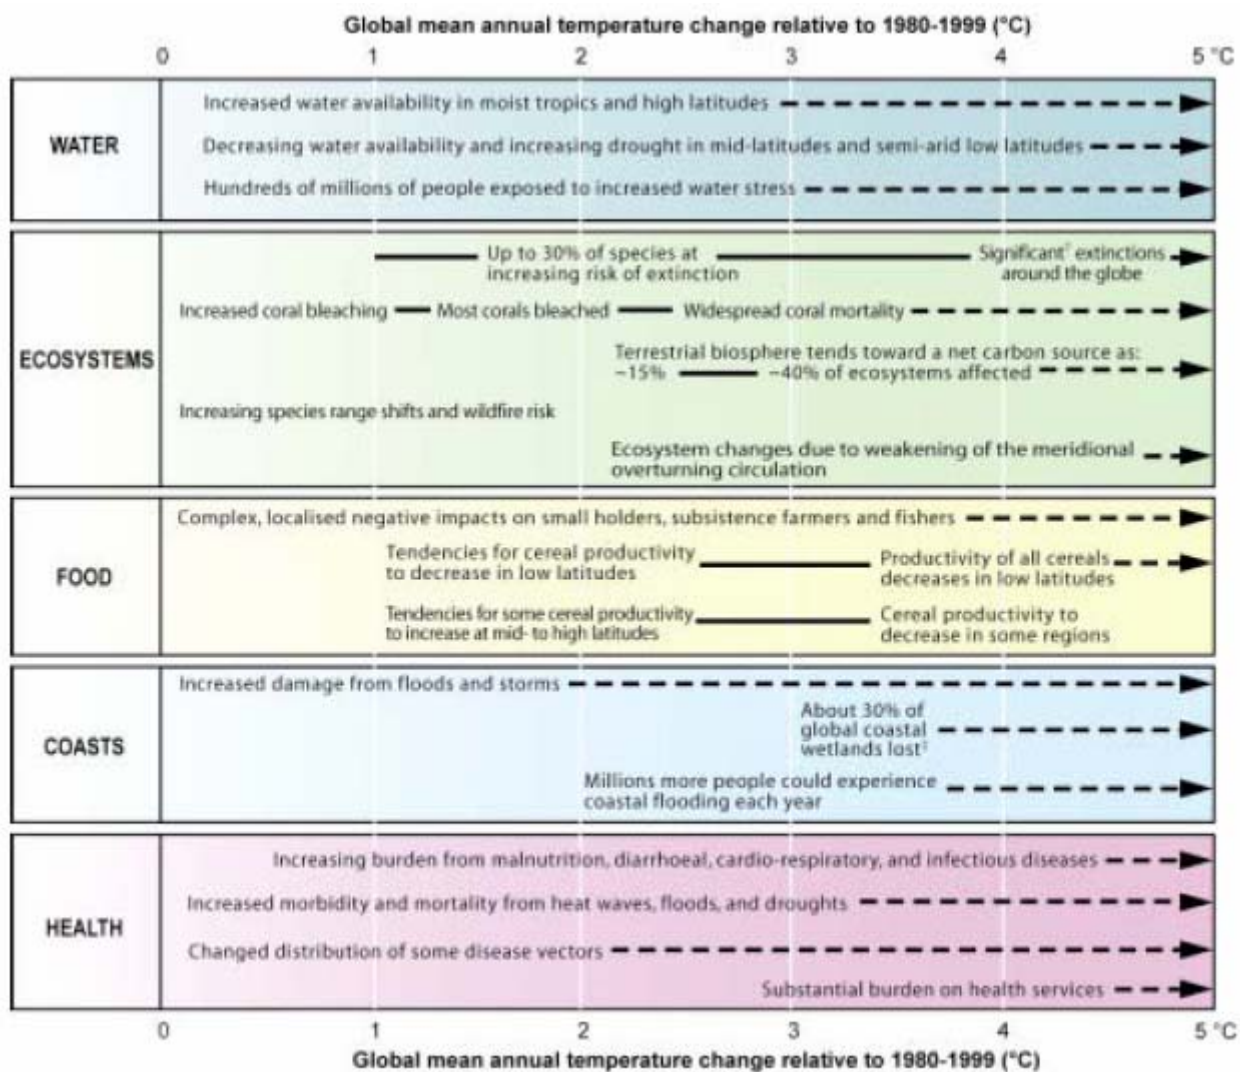 Global mean annual temperature change relative to 1980-1999 (°C)
0 1 2 3 4 5 °C
WATER
Increased water availability in moist tropics and high latitudes
Decreasing water availability and increasing drought in mid-latitudes and semi-arid low latitudes
Hundreds of millions of people exposed to increased water stress
ECOSYSTEMS
Up to 30% of species at
increasing risk of extinction
Significant† extinctions
around the globe
Increased coral bleaching Most corals bleached Widespread coral mortality
Terrestrial biosphere tends toward a net carbon source as:
~15% ~40% of ecosystems affected
Increasing species range shifts and wildfire risk
Ecosystem changes due to weakening of the meridional
overturning circulation
FOOD
Complex, localised negative impacts on small holders, subsistence farmers and fishers
Tendencies for cereal productivity
to decrease in low latitudes
Productivity of all cereals
decreases in low latitudes
Tendencies for some cereal productivity
to increase at mid- to high latitudes
Cereal productivity to
decrease in some regions
COASTS
Increased damage from floods and storms
About 30% of
global coastal
wetlands lost‡
Millions more people could experience
coastal flooding each year
HEALTH
Increasing burden from malnutrition, diarrhoeal, cardio-respiratory, and infectious diseases
Increased morbidity and mortality from heat waves, floods, and droughts
Changed distribution of some disease vectors
Substantial burden on health services
0 1 2 3 4 5 °C
Global mean annual temperature change relative to 1980-1999 (°C)